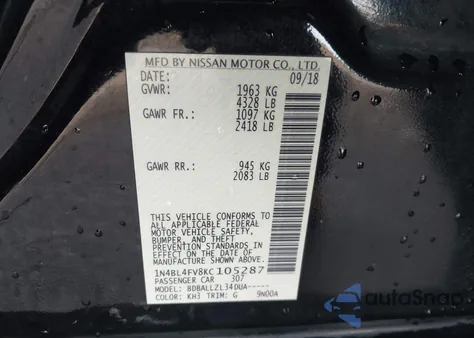 MFD BY NISSAN MOTOR CO., LTD.
DATE: 09/18
GVWR: 1963 KG
4328 LB
GAWR FR.: 1097 KG
2418 LB
GAWR RR.: 945 KG
2083 LB
THIS VEHICLE CONFORMS
TO ALL APPLICABLE FEDERAL
MOTOR VEHICLE SAFETY,
BUMPER, AND THEFT
PREVENTION STANDARDS
IN EFFECT ON THE DATE OF
MANUFACTURE SHOWN ABOVE.
1N4BL4FV8KC105287
PASSENGER CAR 307
MODEL: BDBALLZL34DUA-----
COLOR: KH3 TRIM: G 9N00A
autoSnap